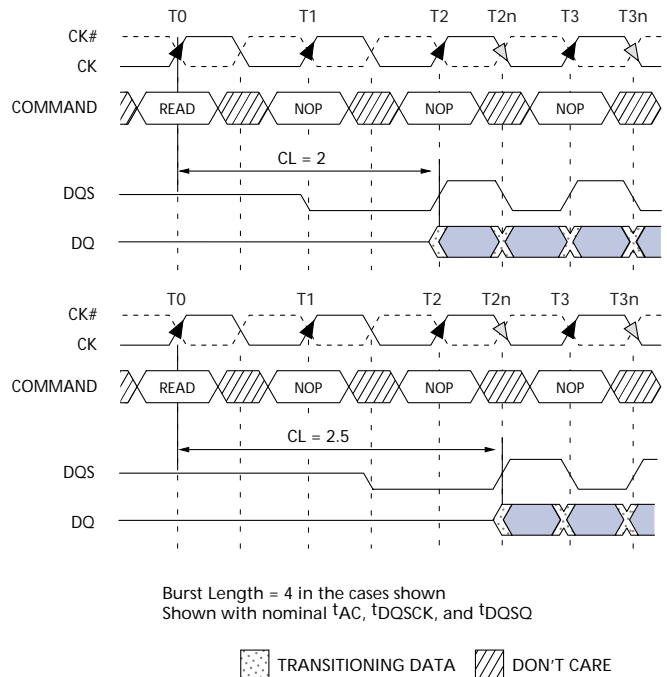 T0 T1 T2 T2n T3 T3n
CK#
CK
COMMAND READ NOP NOP NOP
CL = 2
DQS
DQ
T0 T1 T2 T2n T3 T3n
CK#
CK
COMMAND READ NOP NOP NOP
CL = 2.5
DQS
DQ
Burst Length = 4 in the cases shown
Shown with nominal tAC, tDQSCK, and tDQSQ
TRANSITIONING DATA DON'T CARE